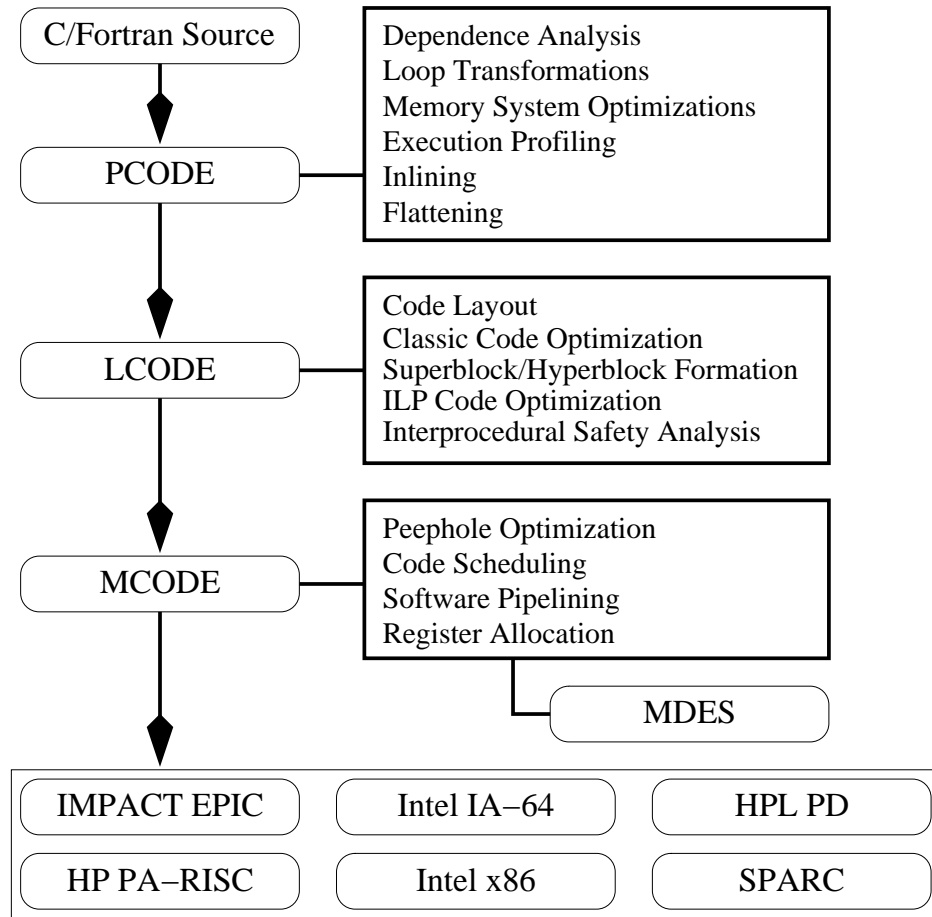 C/Fortran Source
Dependence Analysis
Loop Transformations
Memory System Optimizations
Execution Profiling
Inlining
Flattening
PCODE
Code Layout
Classic Code Optimization
Superblock/Hyperblock Formation
ILP Code Optimization
Interprocedural Safety Analysis
LCODE
Peephole Optimization
Code Scheduling
Software Pipelining
Register Allocation
MCODE
MDES
IMPACT EPIC
Intel IA−64
HPL PD
HP PA−RISC
Intel x86
SPARC